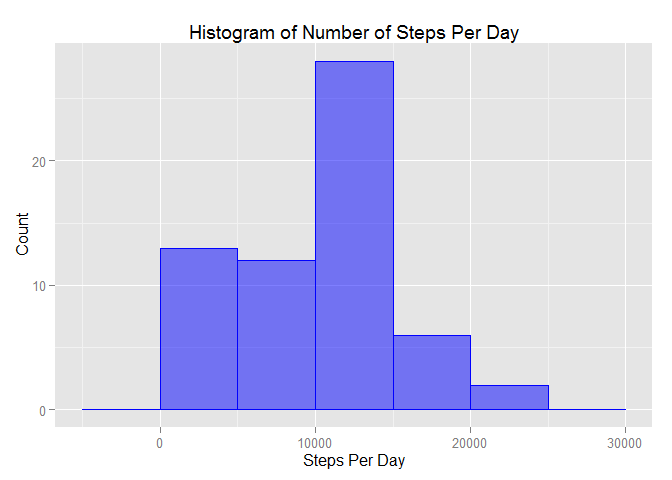 Histogram of Number of Steps Per Day
Count
20
10
0
0 10000 20000 30000
Steps Per Day